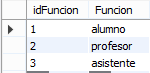 idFuncion Funcion
1 alumno
2 profesor
3 asistente